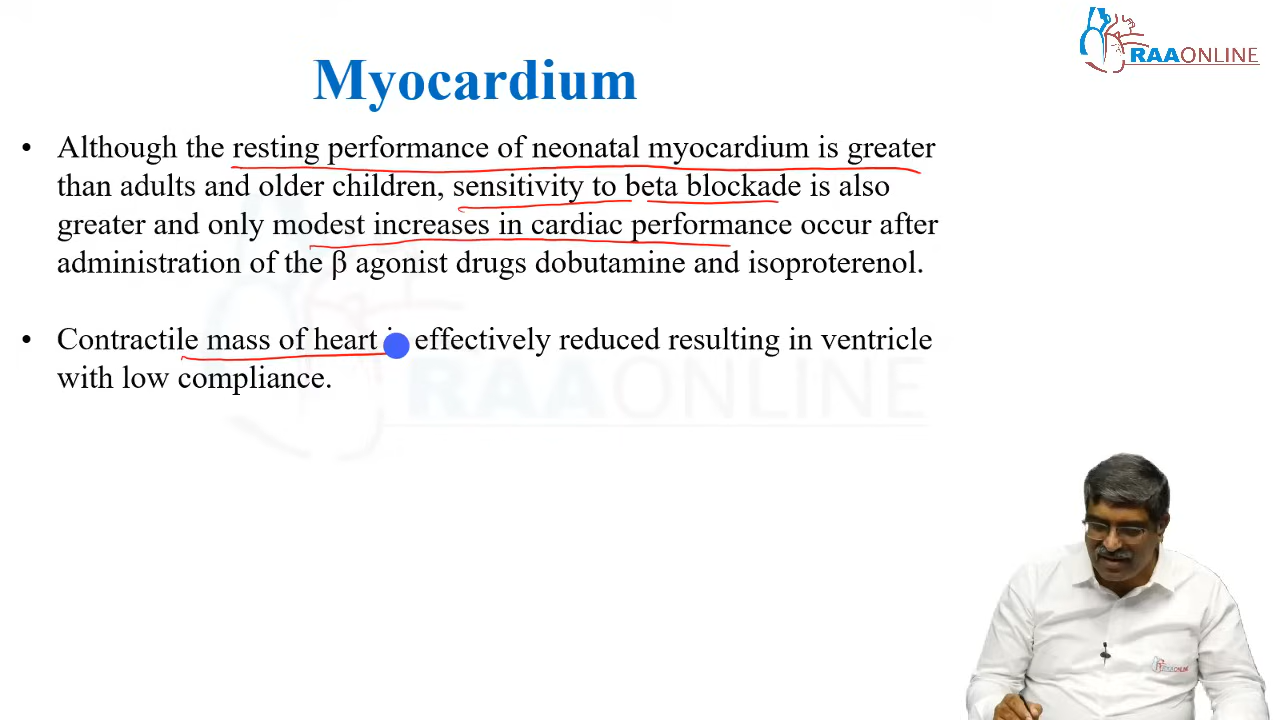 RAAONLINE
Myocardium
• Although the resting performance of neonatal myocardium is greater
than adults and older children, sensitivity to beta blockade is also
greater and only modest increases in cardiac performance occur after
administration of the β agonist drugs dobutamine and isoproterenol.
• Contractile mass of heart effectively reduced resulting in ventricle
with low compliance.
RAAONLINE
RAAONLINE